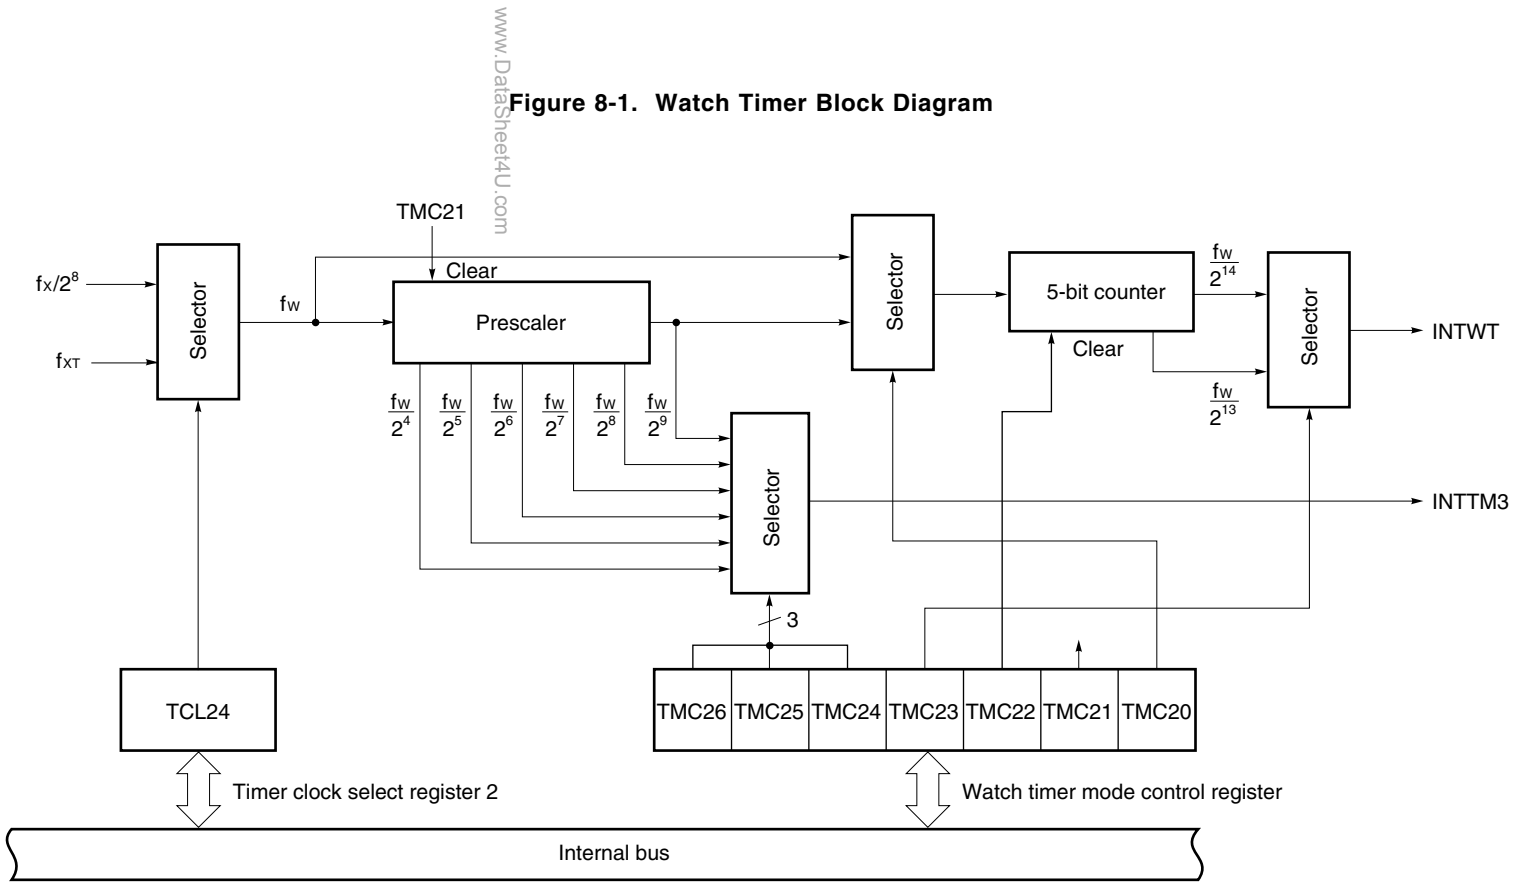 www.DataSheet4U.com
Figure 8-1. Watch Timer Block Diagram
TMC21
Clear
fX/2^8
fXT
Selector
fW
Prescaler
Selector
5-bit counter
Clear
fW/2^14
fW/2^13
Selector
INTWT
fW/2^4
fW/2^5
fW/2^6
fW/2^7
fW/2^8
fW/2^9
Selector
INTTM3
3
TCL24
TMC26 TMC25 TMC24 TMC23 TMC22 TMC21 TMC20
Timer clock select register 2
Watch timer mode control register
Internal bus